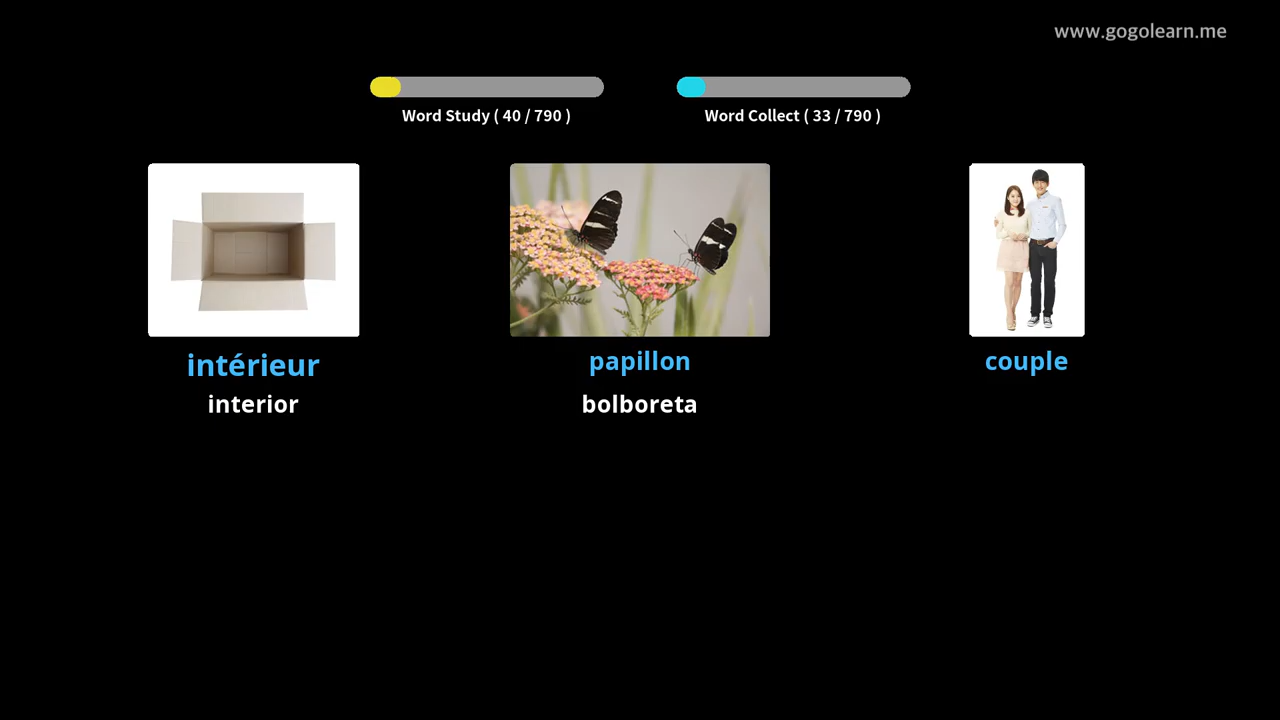 www.gogolearn.me
Word Study ( 40 / 790 )
Word Collect ( 33 / 790 )
intérieur
interior
papillon
bolboreta
couple